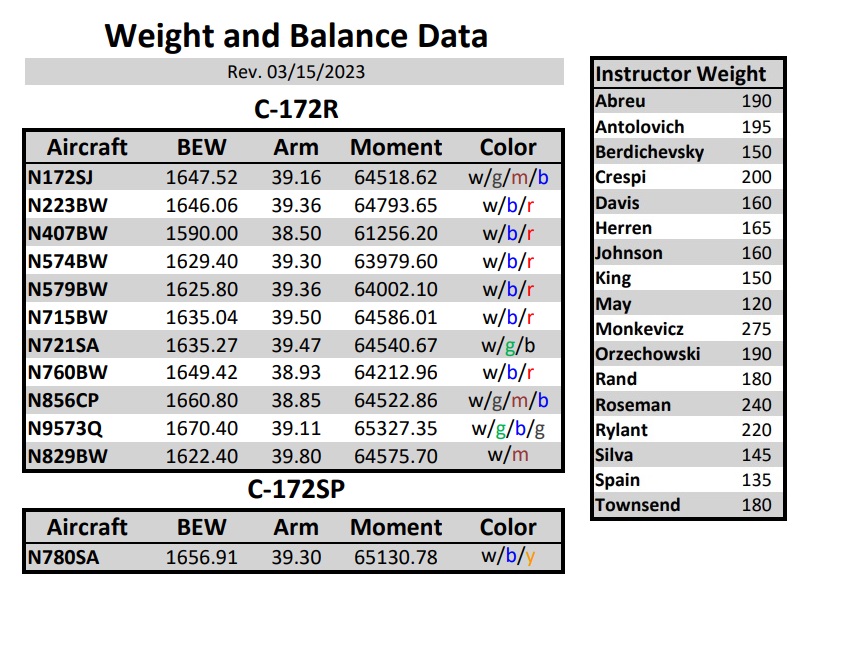 Weight and Balance Data
Rev. 03/15/2023
C-172R
Aircraft BEW Arm Moment Color
N172SJ 1647.52 39.16 64518.62 w/g/m/b
N223BW 1646.06 39.36 64793.65 w/b/r
N407BW 1590.00 38.50 61256.20 w/b/r
N574BW 1629.40 39.30 63979.60 w/b/r
N579BW 1625.80 39.36 64002.10 w/b/r
N715BW 1635.04 39.50 64586.01 w/b/r
N721SA 1635.27 39.47 64540.67 w/g/b
N760BW 1649.42 38.93 64212.96 w/b/r
N856CP 1660.80 38.85 64522.86 w/g/m/b
N9573Q 1670.40 39.11 65327.35 w/g/b/g
N829BW 1622.40 39.80 64575.70 w/m
C-172SP
Aircraft BEW Arm Moment Color
N780SA 1656.91 39.30 65130.78 w/b/y
Instructor Weight
Abreu 190
Antolovich 195
Berdichevsky 150
Crespi 200
Davis 160
Herren 165
Johnson 160
King 150
May 120
Monkevicz 275
Orzechowski 190
Rand 180
Roseman 240
Rylant 220
Silva 145
Spain 135
Townsend 180